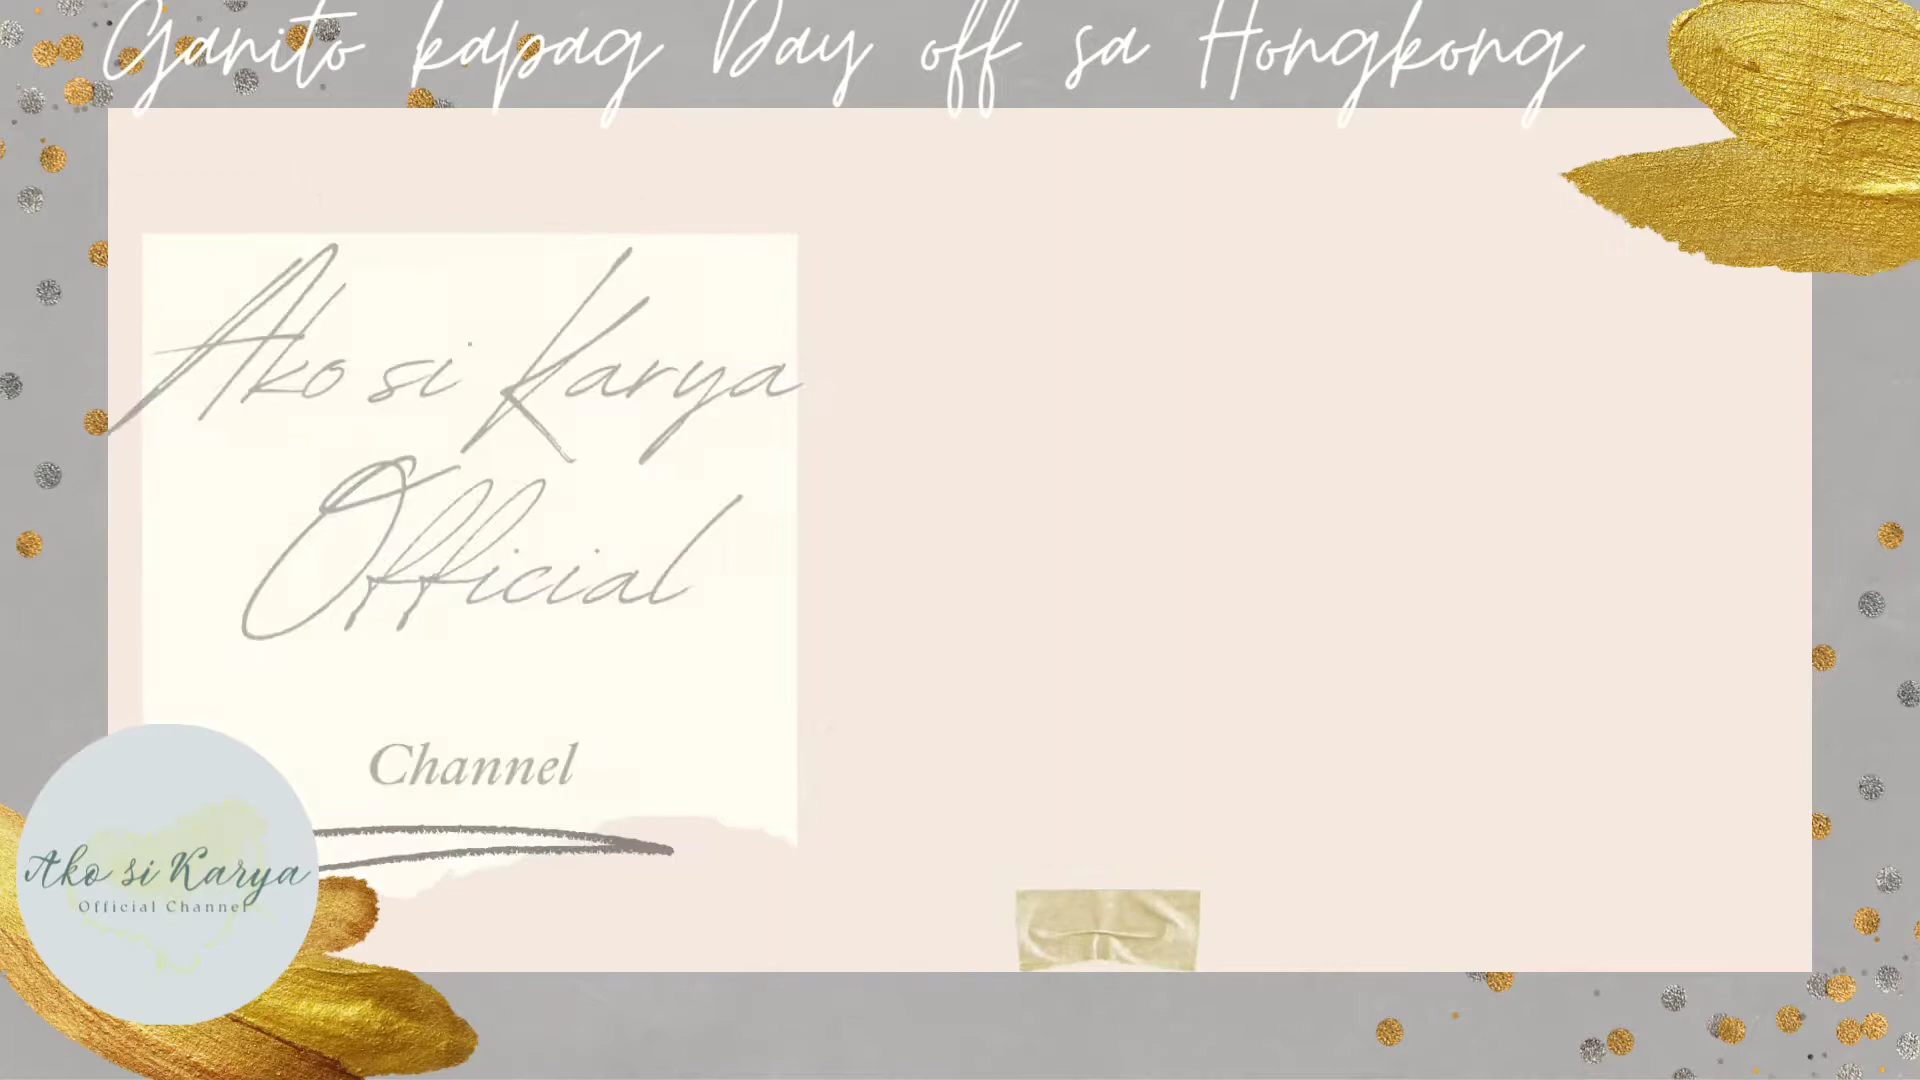 Ganito kapag Day off sa Hongkong
Ako si Karya
Official
Channel
Ako si Karya
Official Channel